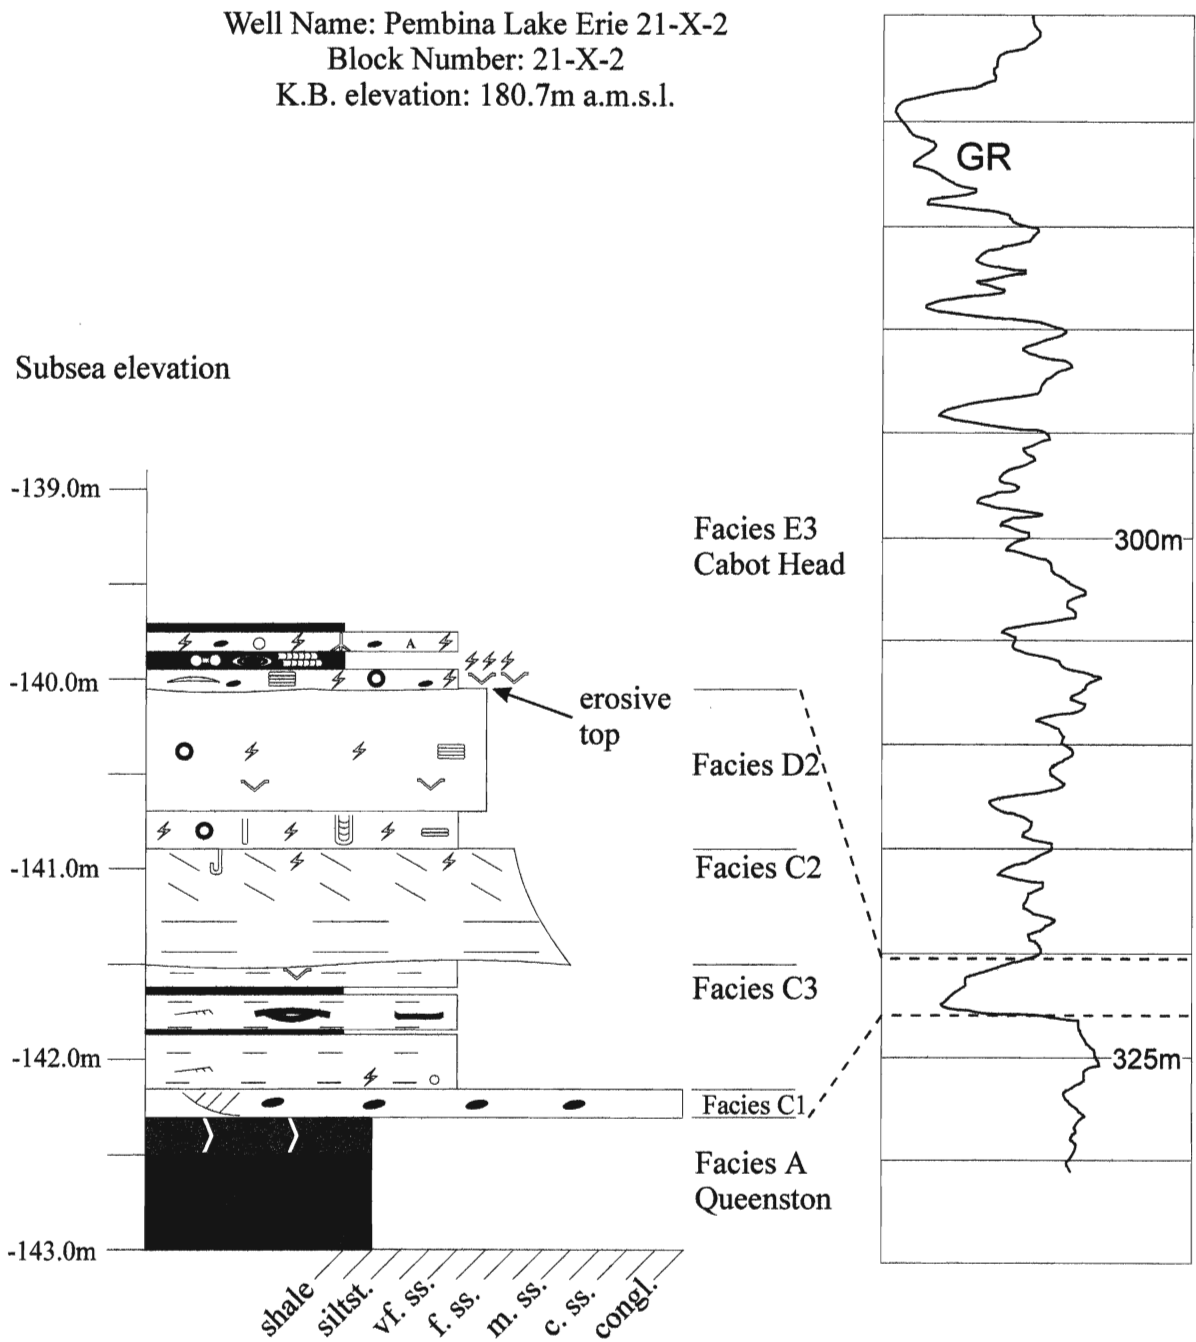 Well Name: Pembina Lake Erie 21-X-2
Block Number: 21-X-2
K.B. elevation: 180.7m a.m.s.l.
GR
Subsea elevation
-139.0m
Facies E3
Cabot Head
300m
A
-140.0m
erosive
top
Facies D2
-141.0m
Facies C2
Facies C3
-142.0m
325m
Facies C1
Facies A
Queenston
-143.0m
shale
siltst.
vf. ss.
f. ss.
m. ss.
c. ss.
congl.